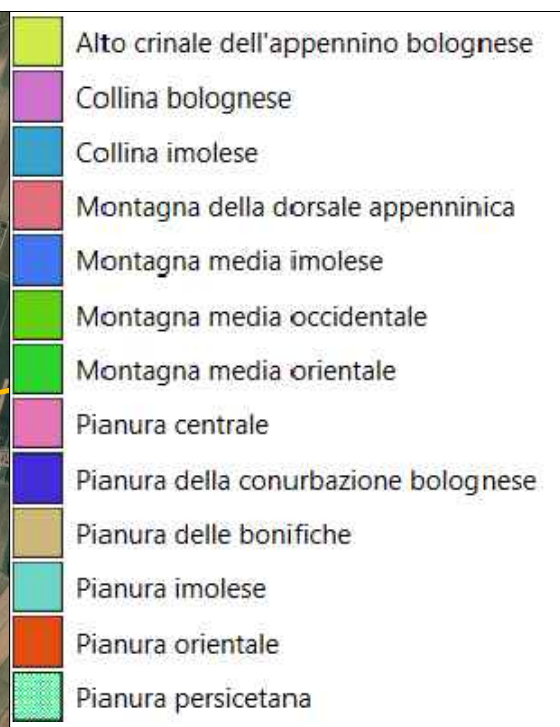 Alto crinale dell'appennino bolognese
Collina bolognese
Collina imolese
Montagna della dorsale appenninica
Montagna media imolese
Montagna media occidentale
Montagna media orientale
Pianura centrale
Pianura della conurbazione bolognese
Pianura delle bonifiche
Pianura imolese
Pianura orientale
Pianura persicetana